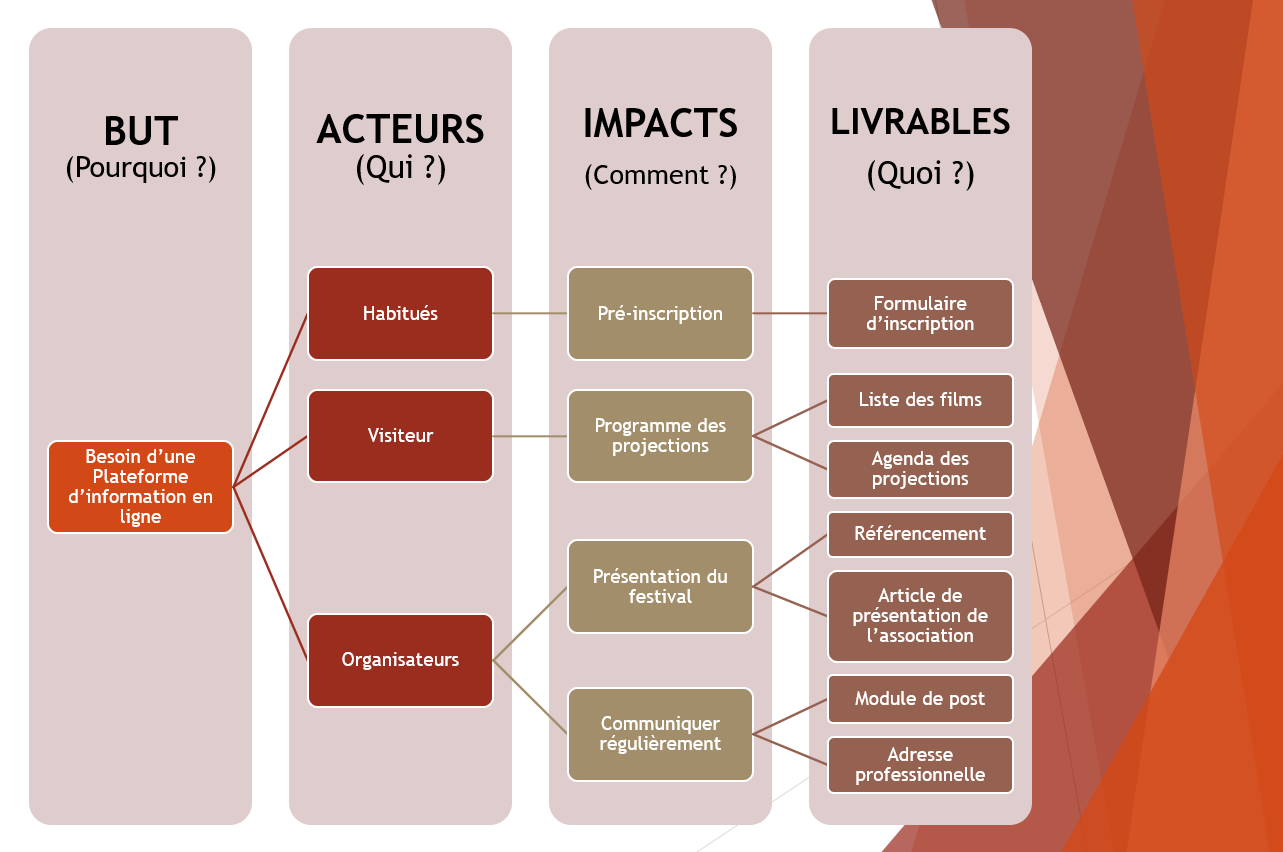 BUT
(Pourquoi ?)
ACTEURS
(Qui ?)
IMPACTS
(Comment ?)
LIVRABLES
(Quoi ?)
Besoin d’une
Plateforme
d’information en
ligne
Habitués
Visiteur
Organisateurs
Pré-inscription
Programme des
projections
Présentation du
festival
Communiquer
régulièrement
Formulaire
d’inscription
Liste des films
Agenda des
projections
Référencement
Article de
présentation de
l’association
Module de post
Adresse
professionnelle